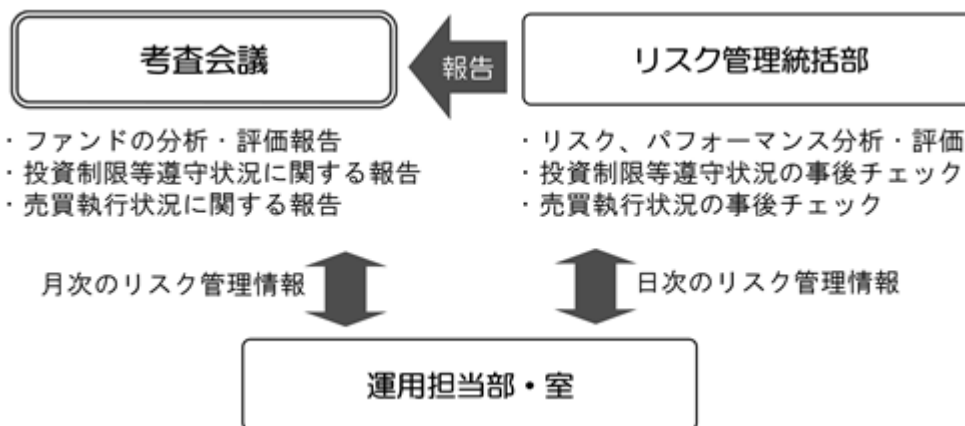 考査会議
報告
リスク管理統括部
・ファンドの分析・評価報告
・投資制限等遵守状況に関する報告
・売買執行状況に関する報告
・リスク、パフォーマンス分析・評価
・投資制限等遵守状況の事後チェック
・売買執行状況の事後チェック
月次のリスク管理情報
日次のリスク管理情報
運用担当部・室